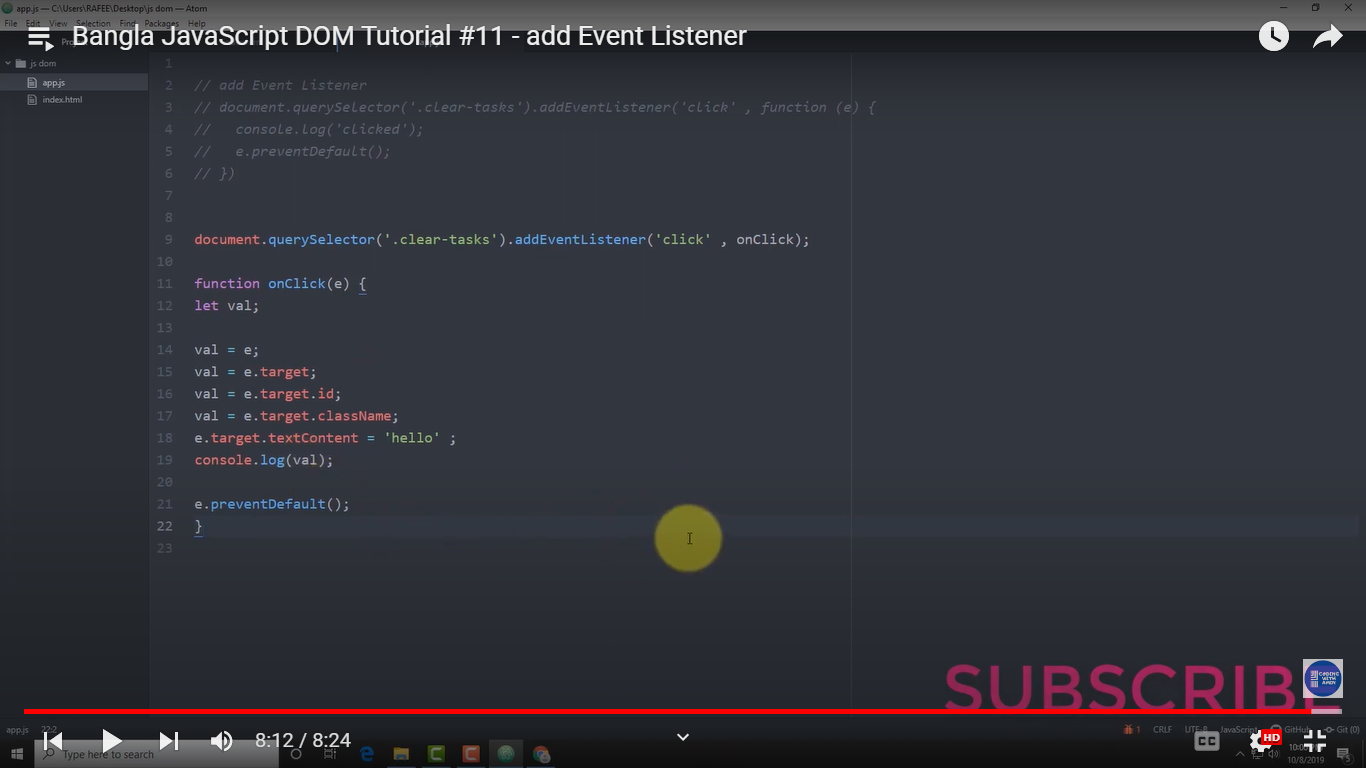 app.js — C:\Users\RAFEE\Desktop\js dom — Atom
File Edit View Selection Find Packages Help
Bangla JavaScript DOM Tutorial #11 - add Event Listener
js dom
app.js
index.html
1
2 // add Event Listener
3 // document.querySelector('.clear-tasks').addEventListener('click' , function (e) {
4 // console.log('clicked');
5 // e.preventDefault();
6 // })
7
8
9 document.querySelector('.clear-tasks').addEventListener('click' , onClick);
10
11 function onClick(e) {
12 let val;
13
14 val = e;
15 val = e.target;
16 val = e.target.id;
17 val = e.target.className;
18 e.target.textContent = 'hello' ;
19 console.log(val);
20
21 e.preventDefault();
22 }
23
SUBSCRIBE
CODING WITH APON
app.js 22:2
1 CRLF UTF-8 JavaScript GitHub Git (0)
8:12 / 8:24
CC
HD
Type here to search
10/8/2019
5